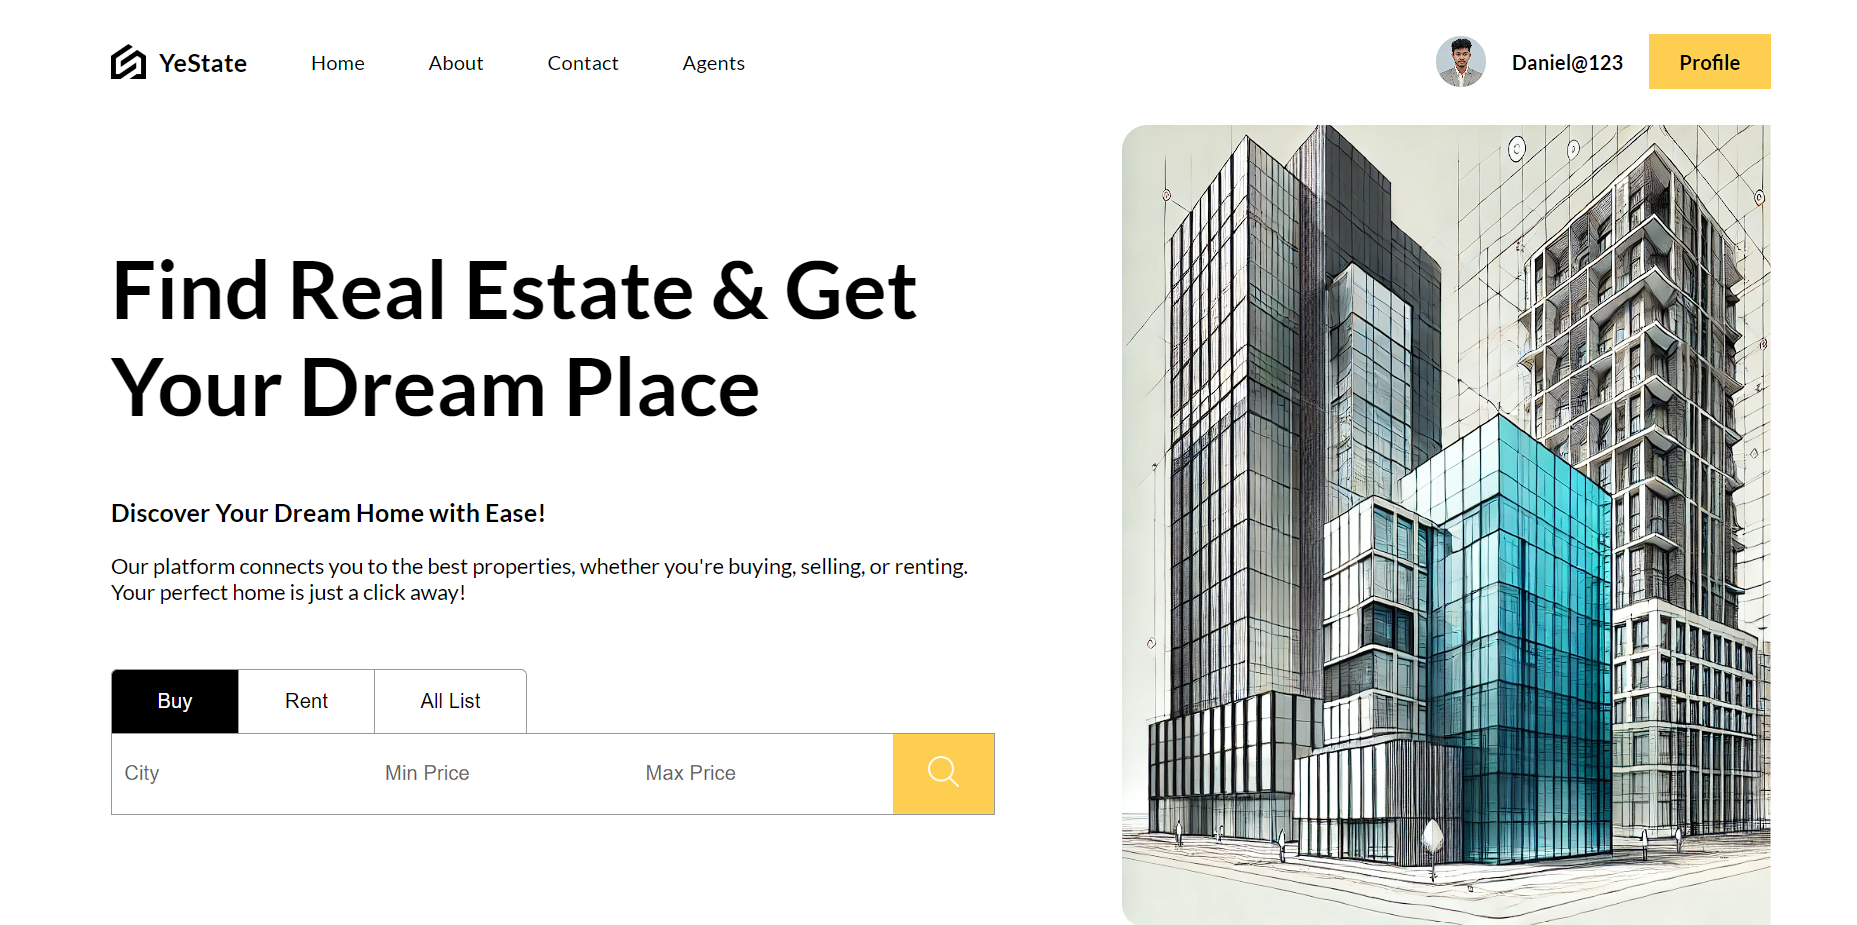 YeState
Home
About
Contact
Agents
Daniel@123
Profile
Find Real Estate & Get
Your Dream Place
Discover Your Dream Home with Ease!
Our platform connects you to the best properties, whether you're buying, selling, or renting.
Your perfect home is just a click away!
Buy
Rent
All List
City
Min Price
Max Price